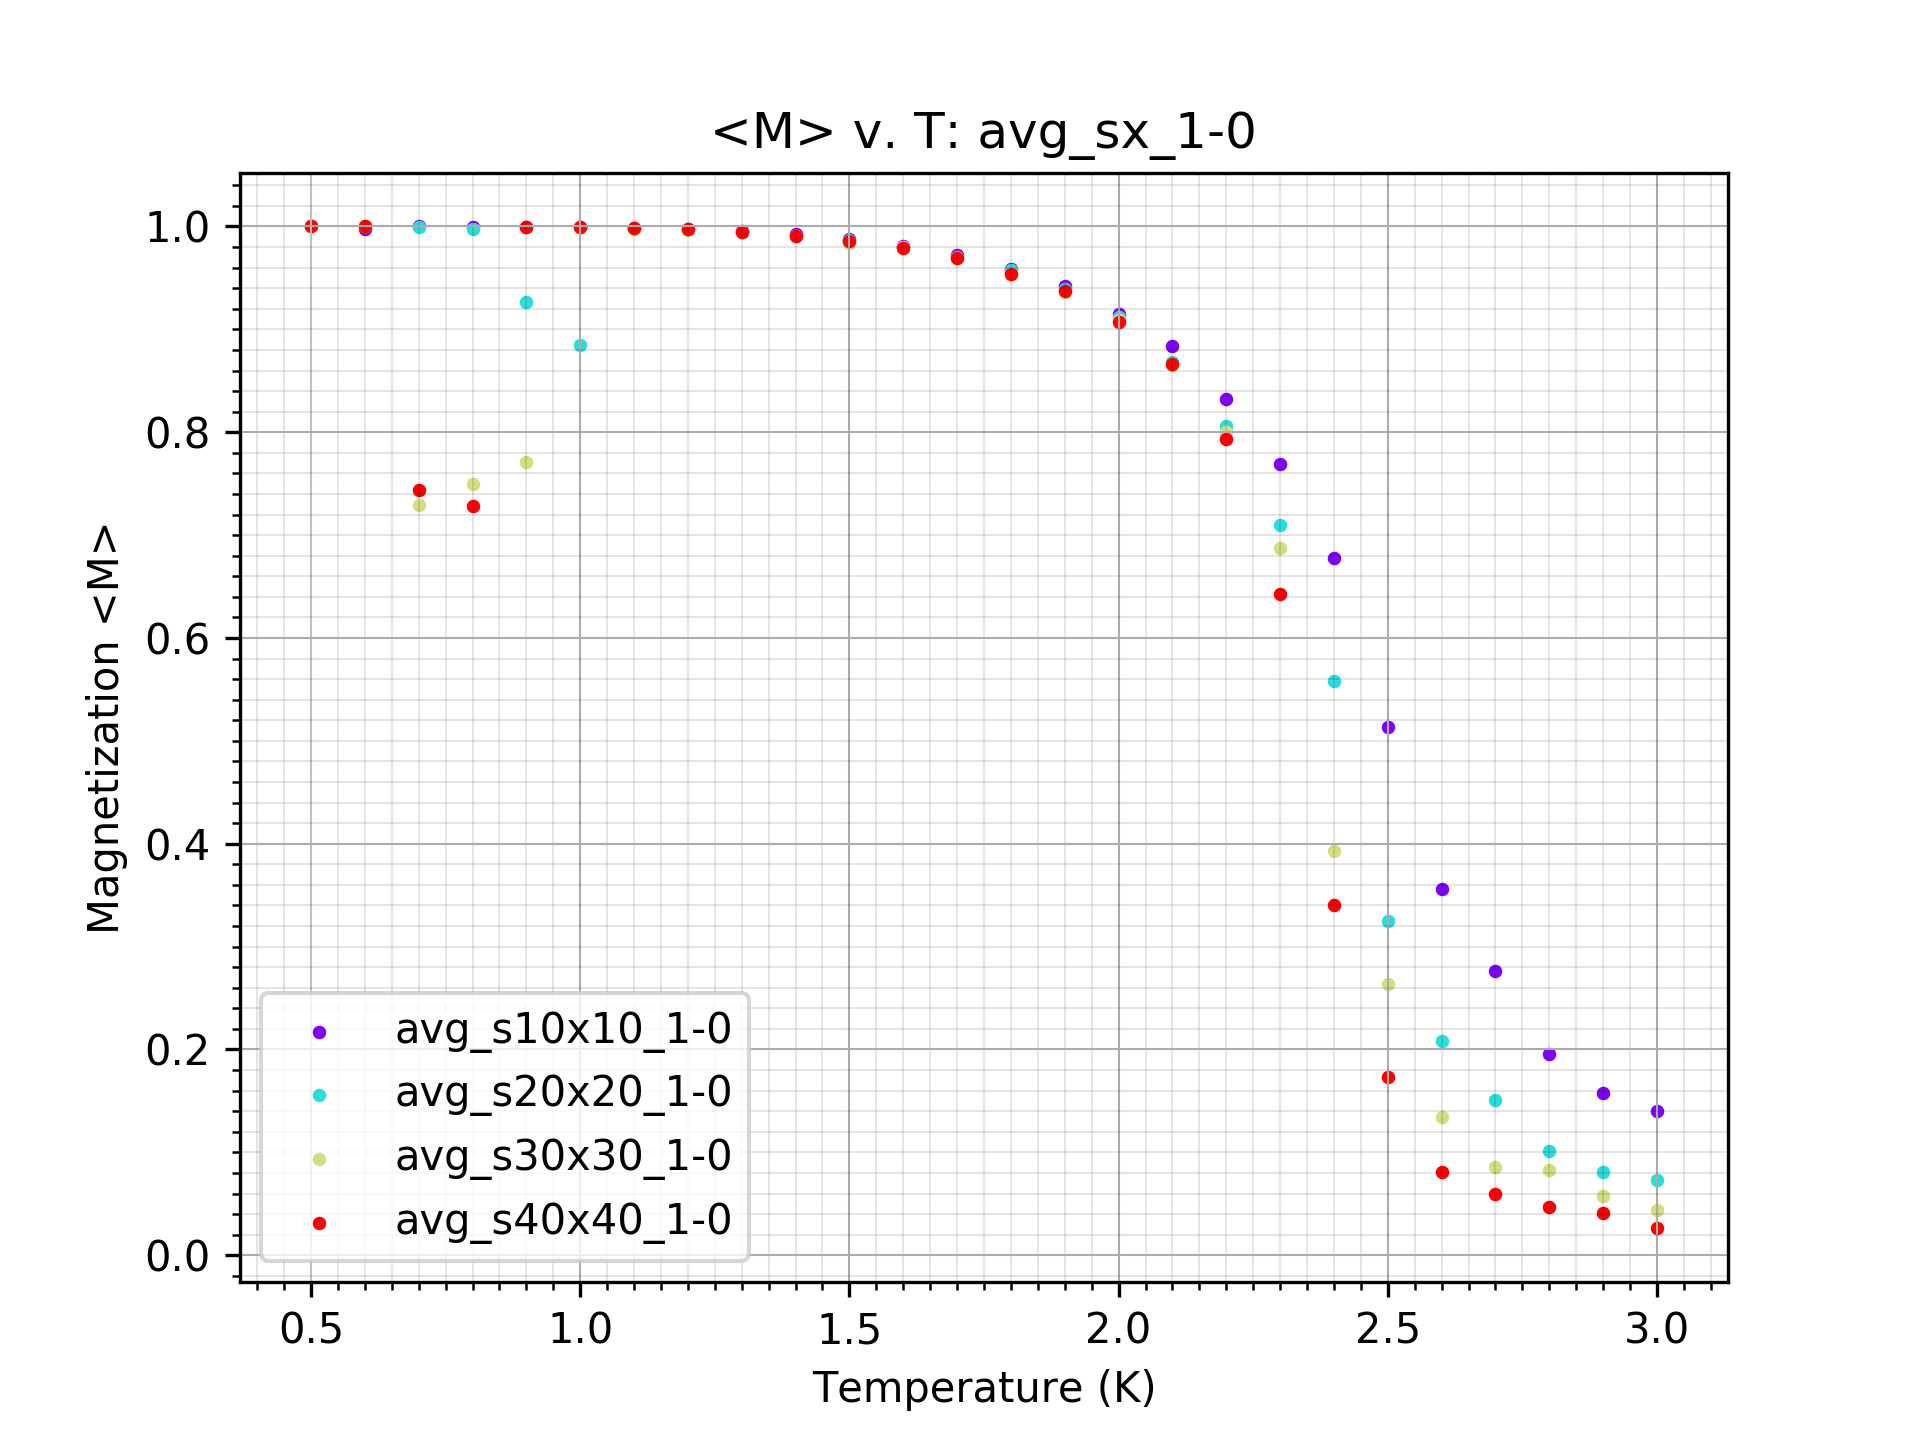 <M> v. T: avg_sx_1-0
Magnetization <M>
1.0
0.8
0.6
0.4
0.2
0.0
avg_s10x10_1-0
avg_s20x20_1-0
avg_s30x30_1-0
avg_s40x40_1-0
0.5 1.0 1.5 2.0 2.5 3.0
Temperature (K)